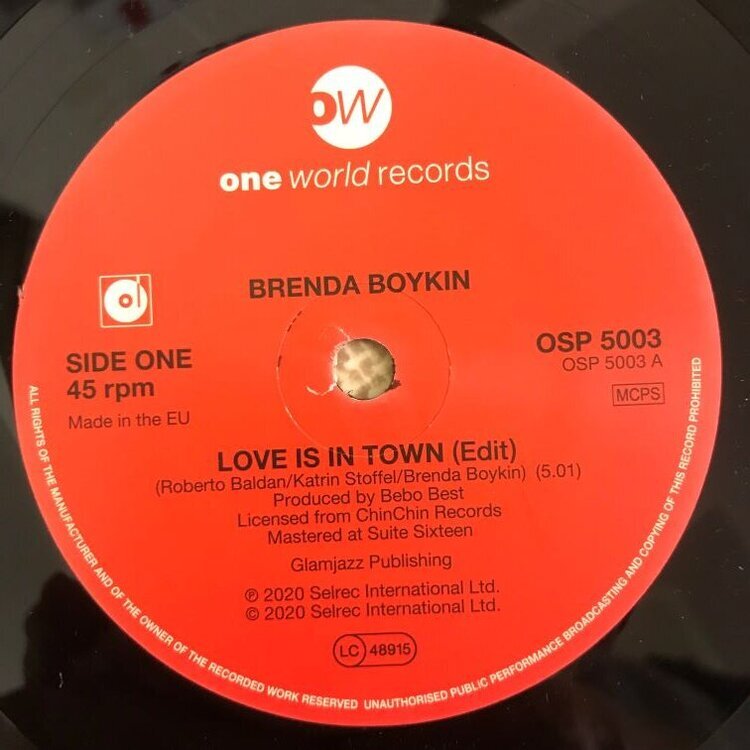 OW
one world records
BRENDA BOYKIN
SIDE ONE
45 rpm
Made in the EU
OSP 5003
OSP 5003 A
MCPS
LOVE IS IN TOWN (Edit)
(Roberto Baldan/Katrin Stoffel/Brenda Boykin) (5.01)
Produced by Bebo Best
Licensed from ChinChin Records
Mastered at Suite Sixteen
Glamjazz Publishing
℗ 2020 Selrec International Ltd.
© 2020 Selrec International Ltd.
LC 48915
ALL RIGHTS OF THE MANUFACTURER AND OF THE OWNER OF THE RECORDED WORK RESERVED UNAUTHORISED PUBLIC PERFORMANCE BROADCASTING AND COPYING OF THIS RECORD PROHIBITED